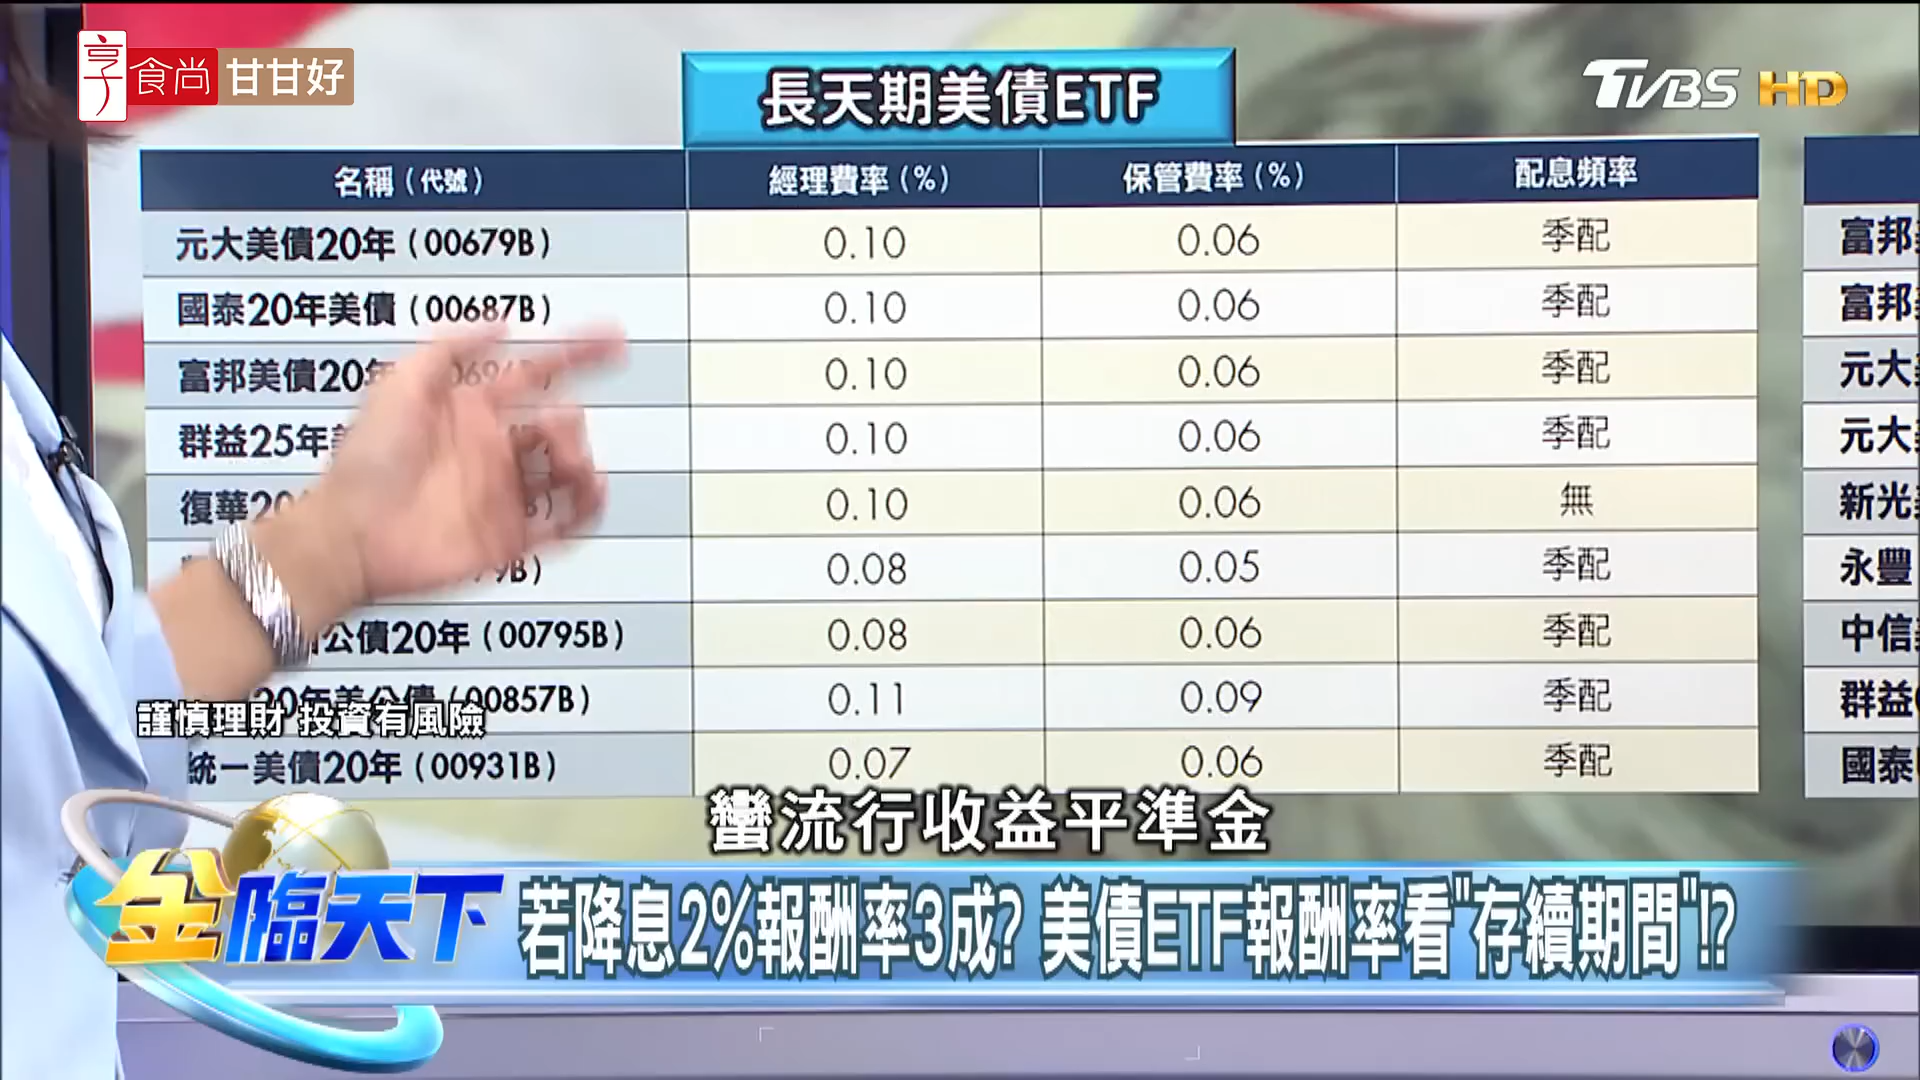 享食尚 甘甘好
TVBS HD
長天期美債ETF
名稱（代號） 經理費率（%） 保管費率（%） 配息頻率
元大美債20年（00679B） 0.10 0.06 季配 富邦
國泰20年美債（00687B） 0.10 0.06 季配 富邦
富邦美債20年 0.10 0.06 季配 元大
群益25年 0.10 0.06 季配 元大
復華20 0.10 0.06 無 新光
79B） 0.08 0.05 季配 永豐
公債20年（00795B） 0.08 0.06 季配 中信
20年美公債（00857B） 0.11 0.09 季配 群益
統一美債20年（00931B） 0.07 0.06 季配 國泰
謹慎理財 投資有風險
蠻流行收益平準金
金臨天下
若降息2%報酬率3成? 美債ETF報酬率看"存續期間"!?